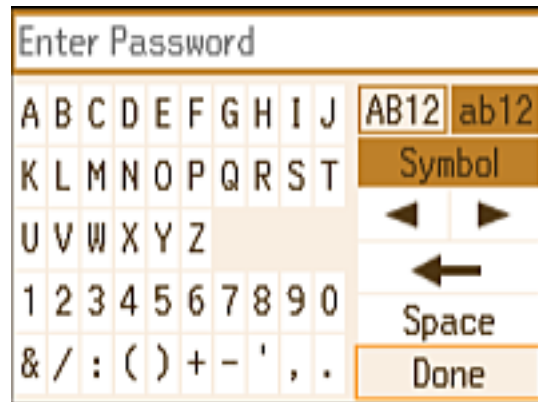 Enter Password
A B C D E F G H I J AB12 ab12
K L M N O P Q R S T Symbol
U V W X Y Z
1 2 3 4 5 6 7 8 9 0 Space
& / : ( ) + - ' , . Done